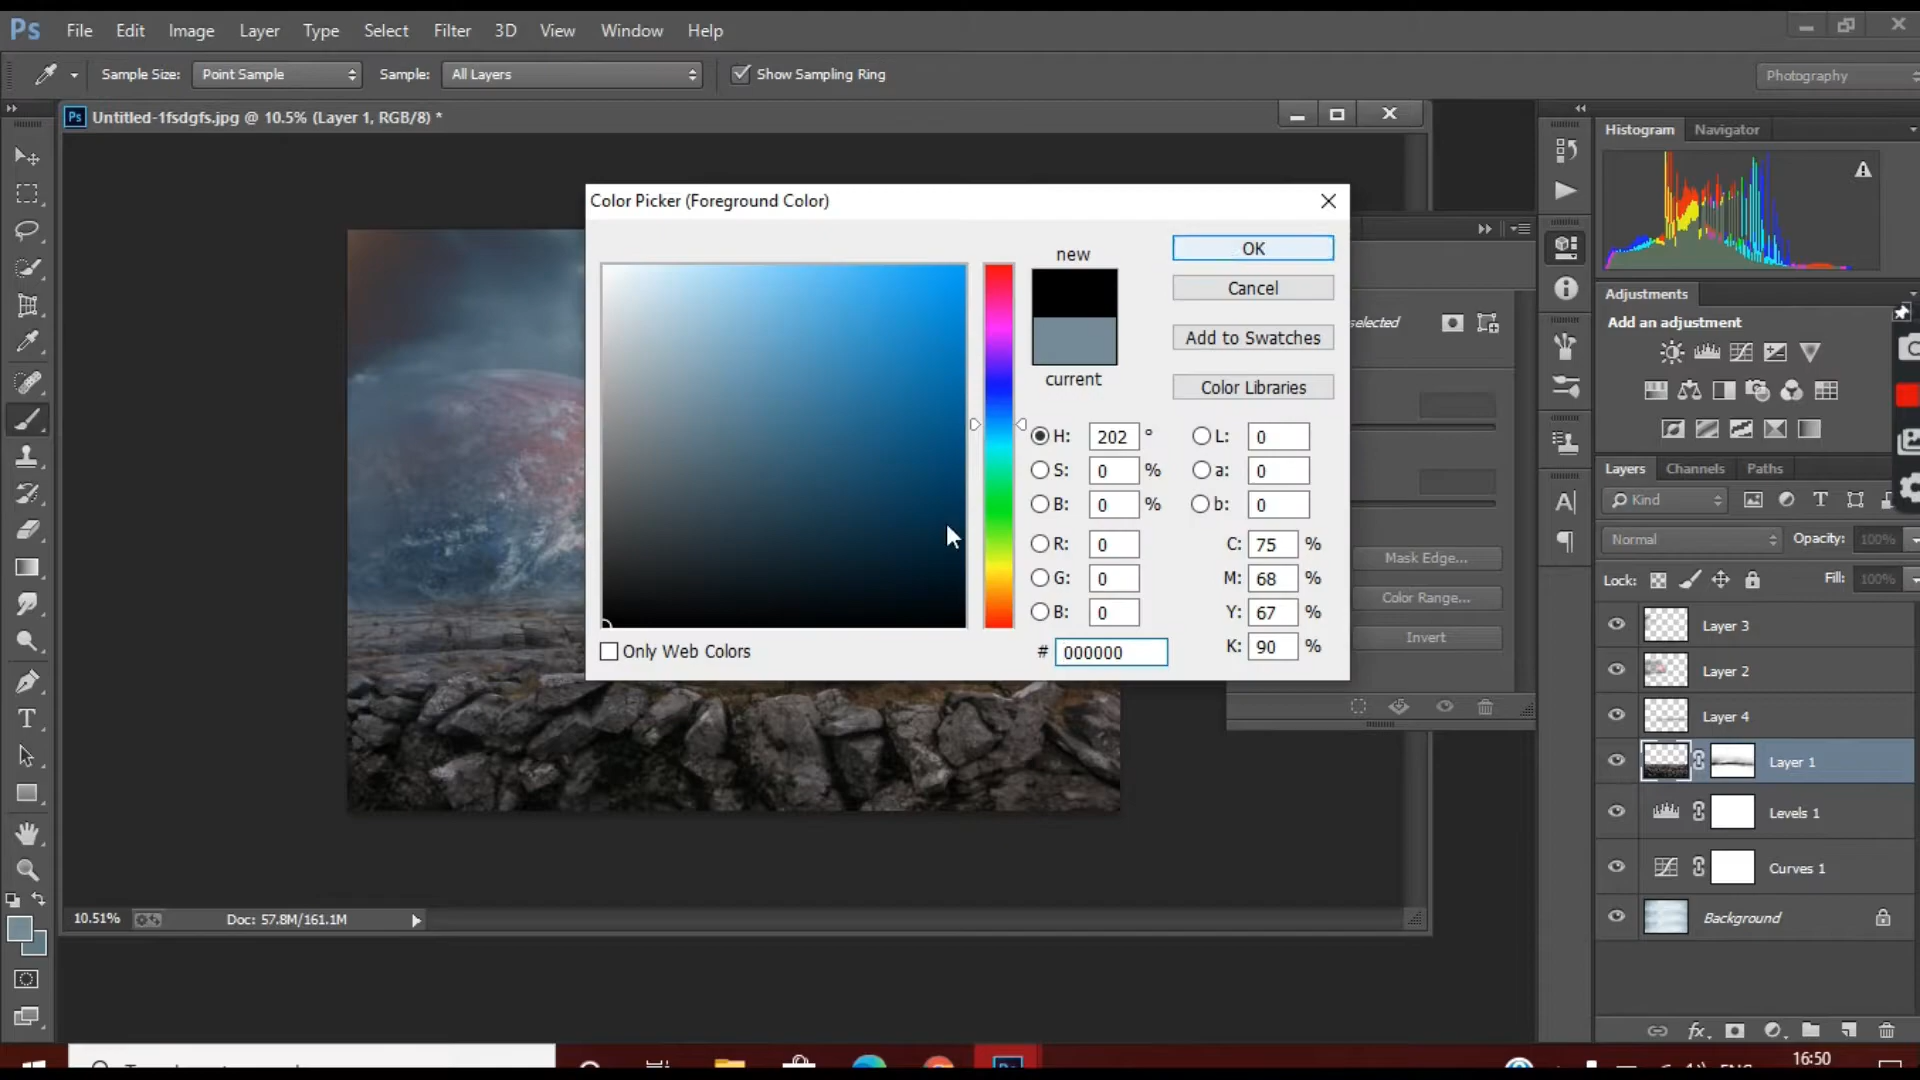 Ps File Edit Image Layer Type Select Filter 3D View Window Help
Sample Size: Point Sample Sample: All Layers Show Sampling Ring Photography
Ps Untitled-1fsdgfs.jpg @ 10.5% (Layer 1, RGB/8) *
Histogram Navigator
Color Picker (Foreground Color)
new
OK
Cancel
Add to Swatches
current
Color Libraries
H: 202 °
S: 0 %
B: 0 %
R: 0
G: 0
B: 0
# 000000
L: 0
a: 0
b: 0
C: 75 %
M: 68 %
Y: 67 %
K: 90 %
Only Web Colors
selected
Mask Edge...
Color Range...
Invert
Adjustments
Add an adjustment
Layers Channels Paths
Kind
Normal Opacity: 100%
Lock: Fill: 100%
Layer 3
Layer 2
Layer 4
Layer 1
Levels 1
Curves 1
Background
10.51% Doc: 57.8M/161.1M
16:50